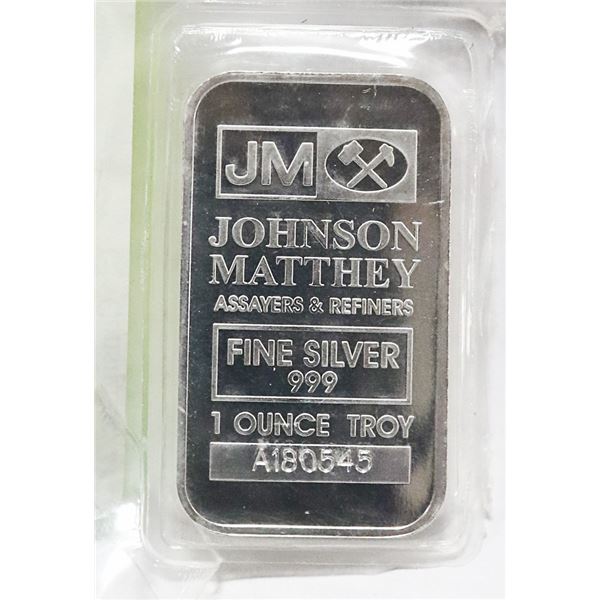 JM
JOHNSON
MATTHEY
ASSAYERS & REFINERS
FINE SILVER
999
1 OUNCE TROY
A180545